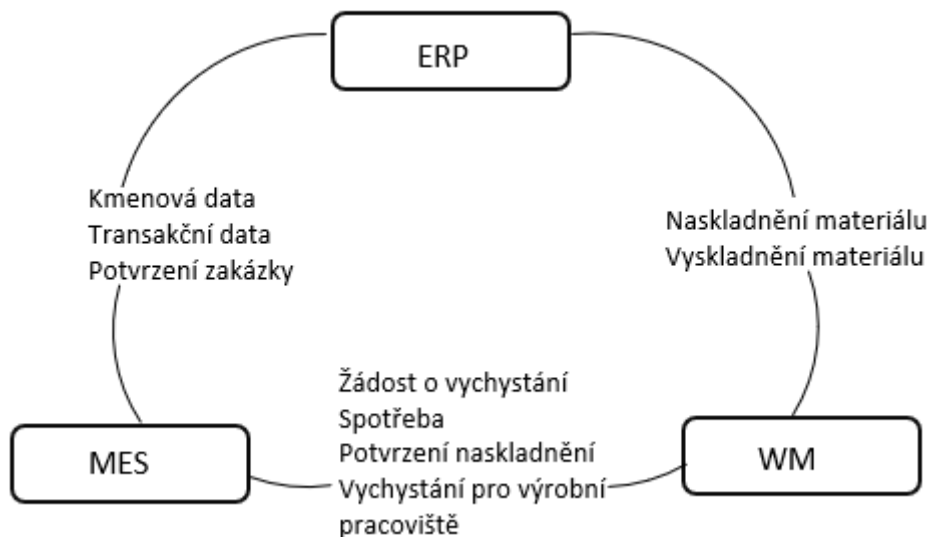 ERP
Kmenová data
Transakční data
Potvrzení zakázky
Naskladnění materiálu
Vyskladnění materiálu
Žádost o vychystání
Spotřeba
Potvrzení naskladnění
Vychystání pro výrobní
pracoviště
MES
WM